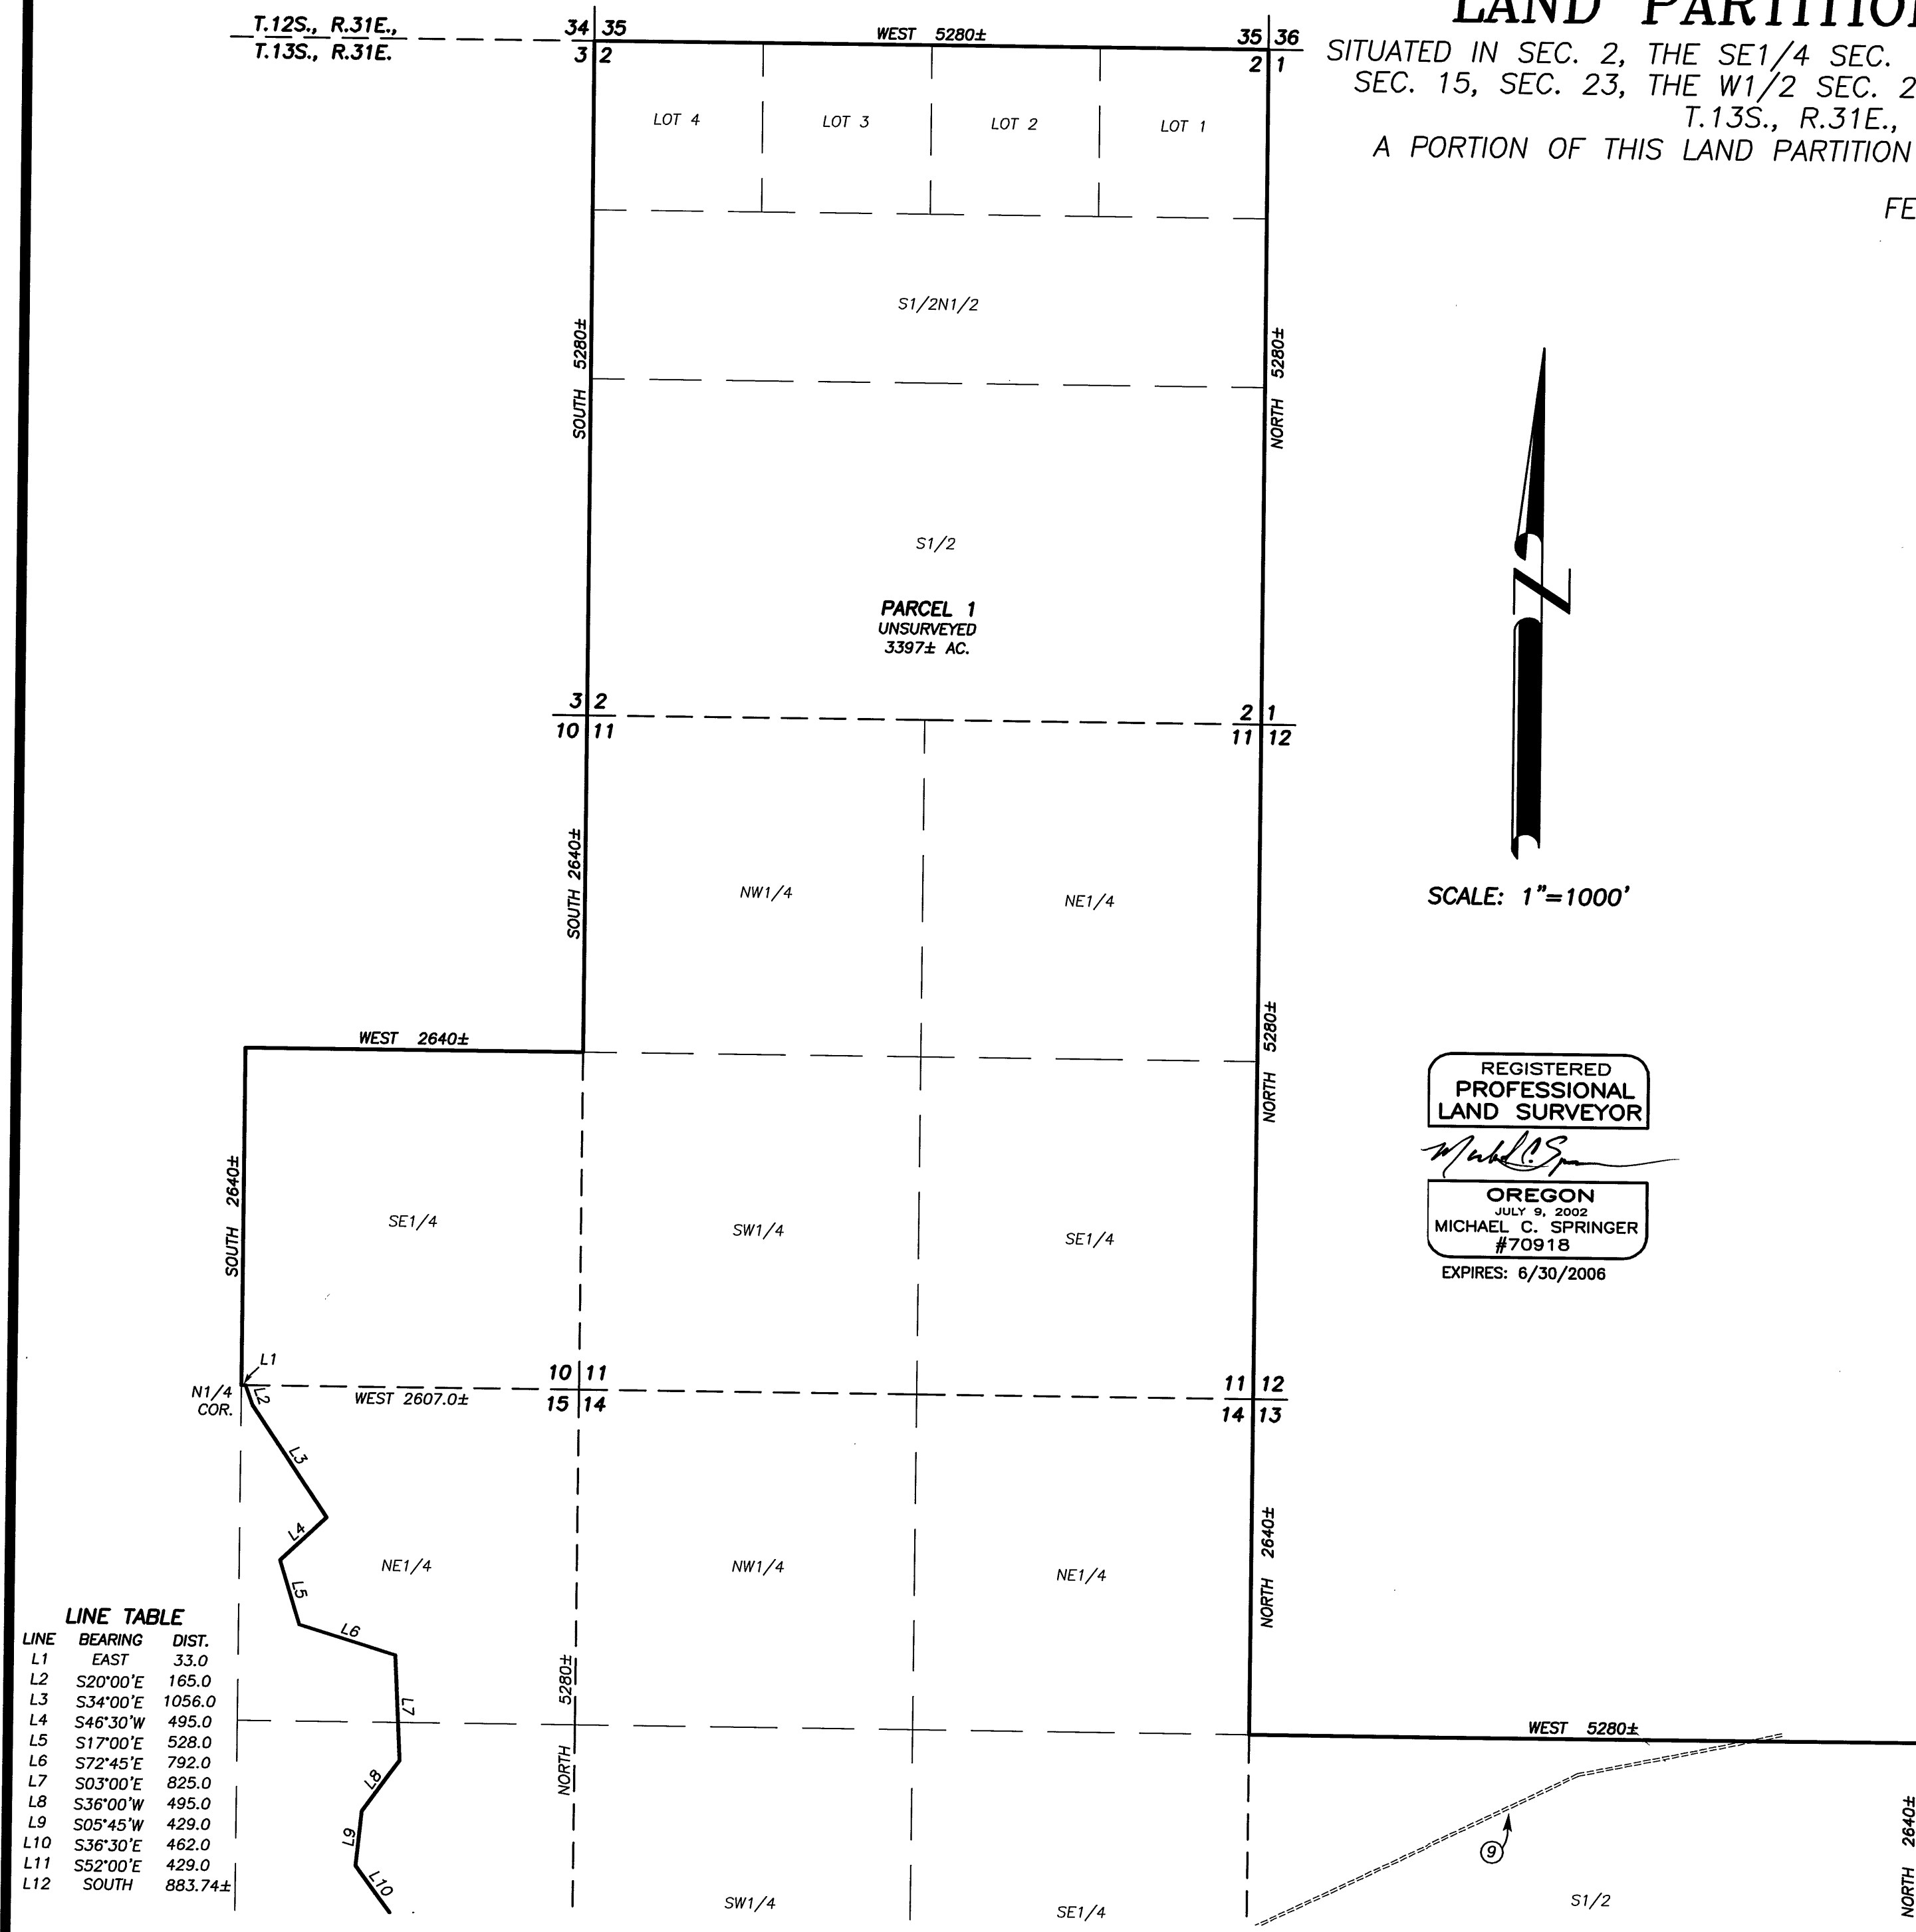 LAND PARTITION
SITUATED IN SEC. 2, THE SE1/4 SEC.
SEC. 15, SEC. 23, THE W1/2 SEC. 2
T.13S., R.31E.,
A PORTION OF THIS LAND PARTITION
FE
T.12S., R.31E.,
T.13S., R.31E.
34 35
3 2
WEST 5280±
35 36
2 1
LOT 4
LOT 3
LOT 2
LOT 1
S1/2N1/2
SOUTH 5280±
NORTH 5280±
S1/2
PARCEL 1
UNSURVEYED
3397± AC.
3 2
10 11
2 1
11 12
SOUTH 2640±
NW1/4
NE1/4
SCALE: 1"=1000'
WEST 2640±
NORTH 5280±
REGISTERED
PROFESSIONAL
LAND SURVEYOR
OREGON
JULY 9, 2002
MICHAEL C. SPRINGER
#70918
EXPIRES: 6/30/2006
SOUTH 2640±
SE1/4
SW1/4
SE1/4
L1
N1/4
COR.
L2
WEST 2607.0±
10 11
15 14
11 12
14 13
L3
L4
L5
L6
L7
L8
L9
L10
NE1/4
NW1/4
NE1/4
NORTH 2640±
NORTH 5280±
WEST 5280±
9
NORTH 2640±
SW1/4
SE1/4
S1/2
LINE TABLE
LINE BEARING DIST.
L1 EAST 33.0
L2 S20°00'E 165.0
L3 S34°00'E 1056.0
L4 S46°30'W 495.0
L5 S17°00'E 528.0
L6 S72°45'E 792.0
L7 S03°00'E 825.0
L8 S36°00'W 495.0
L9 S05°45'W 429.0
L10 S36°30'E 462.0
L11 S52°00'E 429.0
L12 SOUTH 883.74±